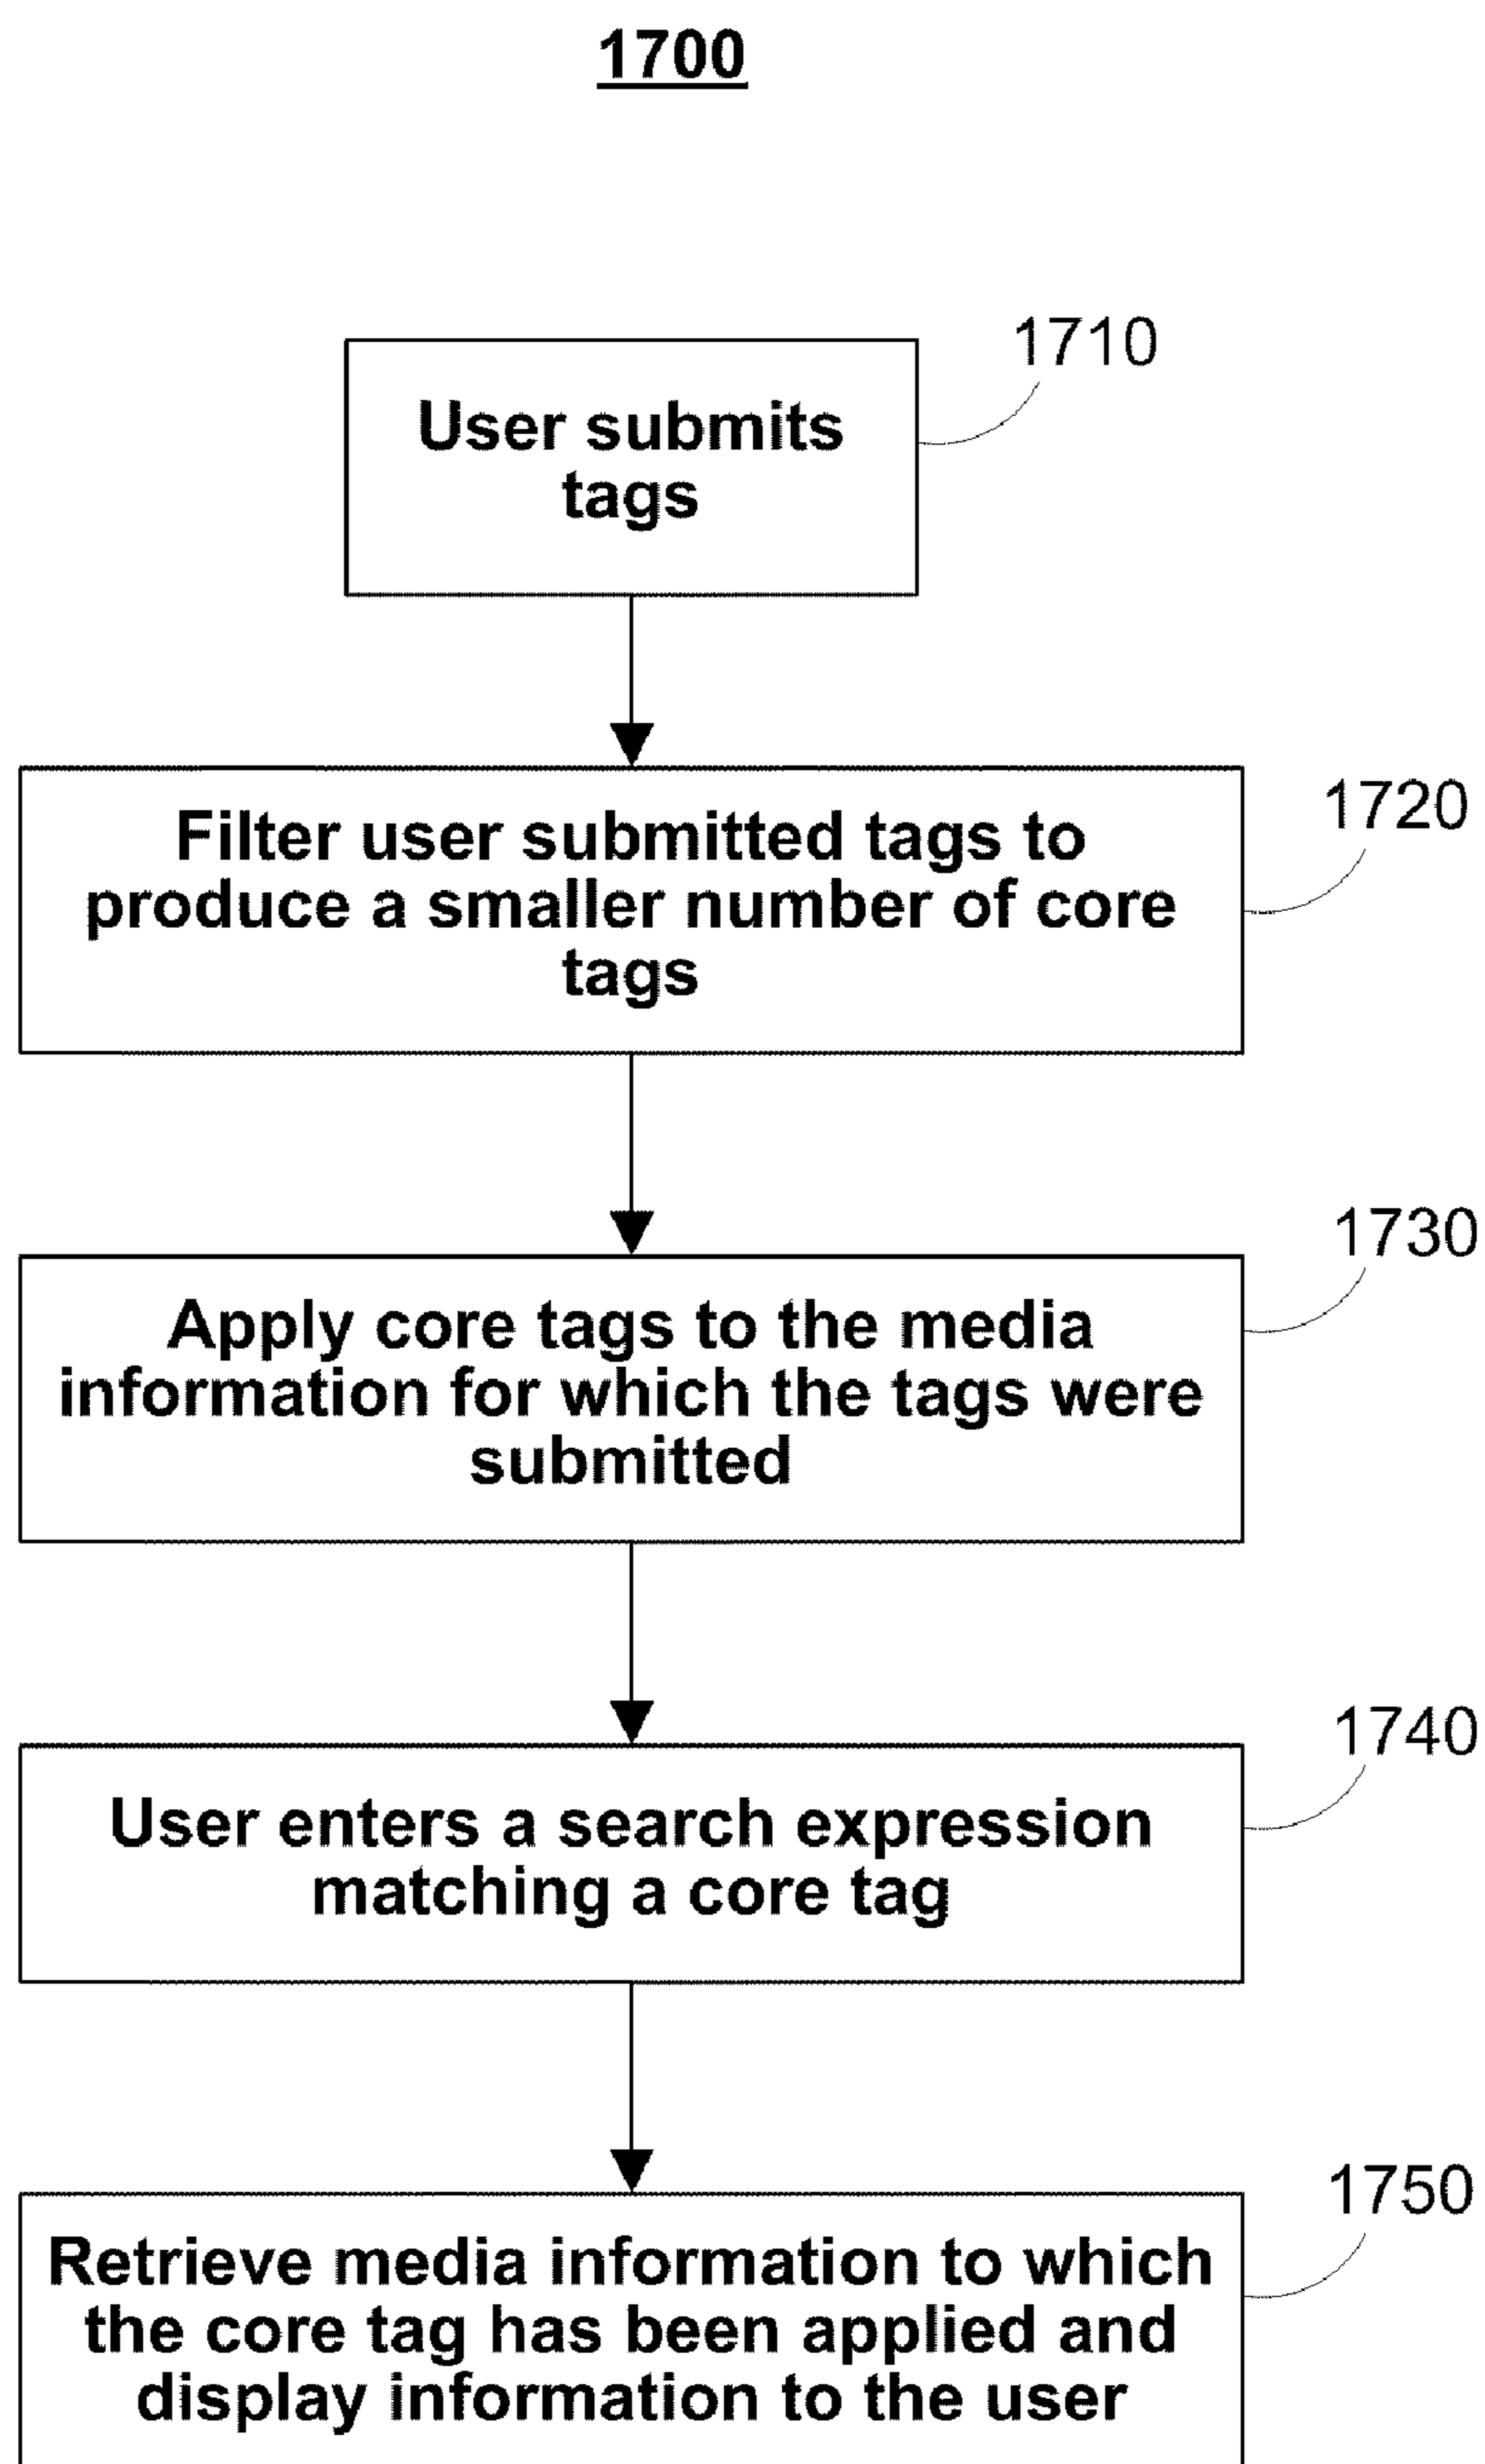 1700
1710
User submits
tags
1720
Filter user submitted tags to
produce a smaller number of core
tags
1730
Apply core tags to the media
information for which the tags were
submitted
1740
User enters a search expression
matching a core tag
1750
Retrieve media information to which
the core tag has been applied and
display information to the user